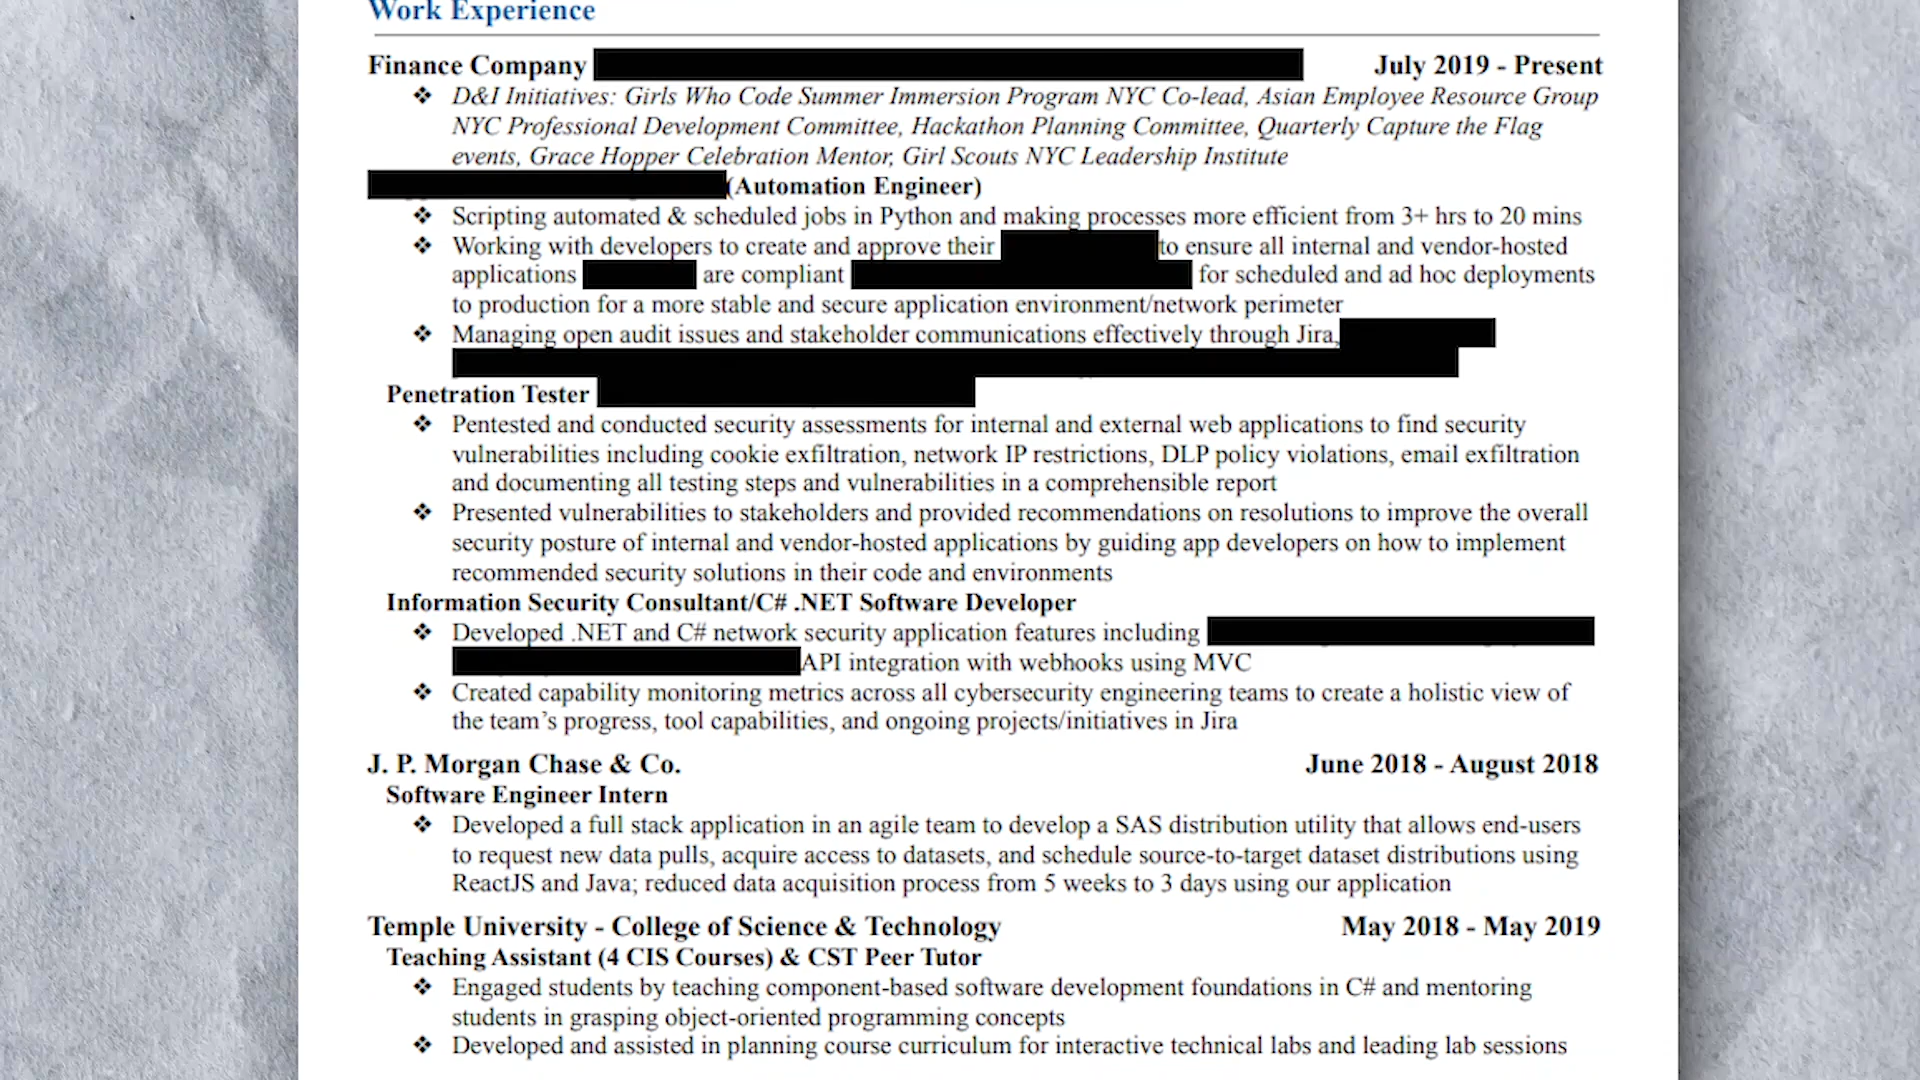 Work Experience
Finance Company July 2019 - Present
❖ D&I Initiatives: Girls Who Code Summer Immersion Program NYC Co-lead, Asian Employee Resource Group
NYC Professional Development Committee, Hackathon Planning Committee, Quarterly Capture the Flag
events, Grace Hopper Celebration Mentor, Girl Scouts NYC Leadership Institute
(Automation Engineer)
❖ Scripting automated & scheduled jobs in Python and making processes more efficient from 3+ hrs to 20 mins
❖ Working with developers to create and approve their to ensure all internal and vendor-hosted
applications are compliant for scheduled and ad hoc deployments
to production for a more stable and secure application environment/network perimeter
❖ Managing open audit issues and stakeholder communications effectively through Jira,
Penetration Tester
❖ Pentested and conducted security assessments for internal and external web applications to find security
vulnerabilities including cookie exfiltration, network IP restrictions, DLP policy violations, email exfiltration
and documenting all testing steps and vulnerabilities in a comprehensible report
❖ Presented vulnerabilities to stakeholders and provided recommendations on resolutions to improve the overall
security posture of internal and vendor-hosted applications by guiding app developers on how to implement
recommended security solutions in their code and environments
Information Security Consultant/C# .NET Software Developer
❖ Developed .NET and C# network security application features including
API integration with webhooks using MVC
❖ Created capability monitoring metrics across all cybersecurity engineering teams to create a holistic view of
the team’s progress, tool capabilities, and ongoing projects/initiatives in Jira
J. P. Morgan Chase & Co. June 2018 - August 2018
Software Engineer Intern
❖ Developed a full stack application in an agile team to develop a SAS distribution utility that allows end-users
to request new data pulls, acquire access to datasets, and schedule source-to-target dataset distributions using
ReactJS and Java; reduced data acquisition process from 5 weeks to 3 days using our application
Temple University - College of Science & Technology May 2018 - May 2019
Teaching Assistant (4 CIS Courses) & CST Peer Tutor
❖ Engaged students by teaching component-based software development foundations in C# and mentoring
students in grasping object-oriented programming concepts
❖ Developed and assisted in planning course curriculum for interactive technical labs and leading lab sessions